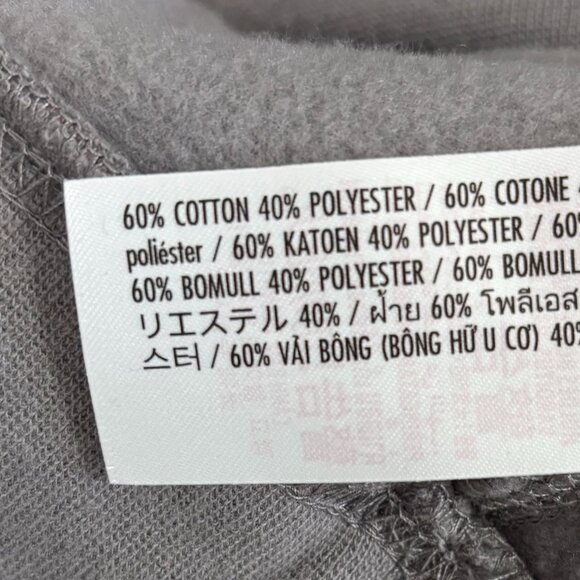 60% COTTON 40% POLYESTER / 60% COTONE
poliéster / 60% KATOEN 40% POLYESTER / 60%
60% BOMULL 40% POLYESTER / 60% BOMULL
リエステル 40% / ฝ้าย 60% โพลีเอส
스터 / 60% VẢI BÔNG (BÔNG HỮU CƠ) 40%